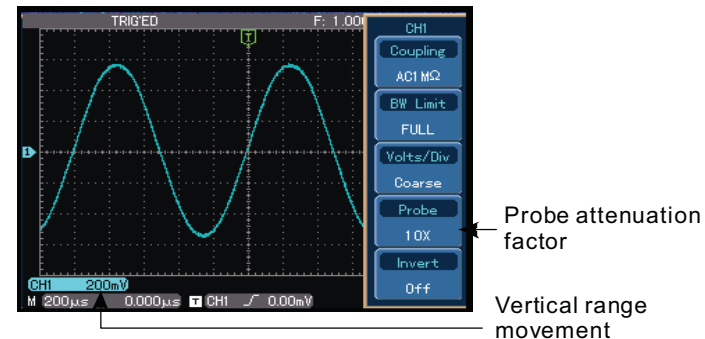 TRIG'ED F: 1.00
T
CH1
Coupling
AC1 MΩ
BW Limit
FULL
Volts/Div
Coarse
Probe
10X
Invert
Off
1
CH1 200mV
M 200µs 0.000µs T CH1 0.00mV
Probe attenuation
factor
Vertical range
movement